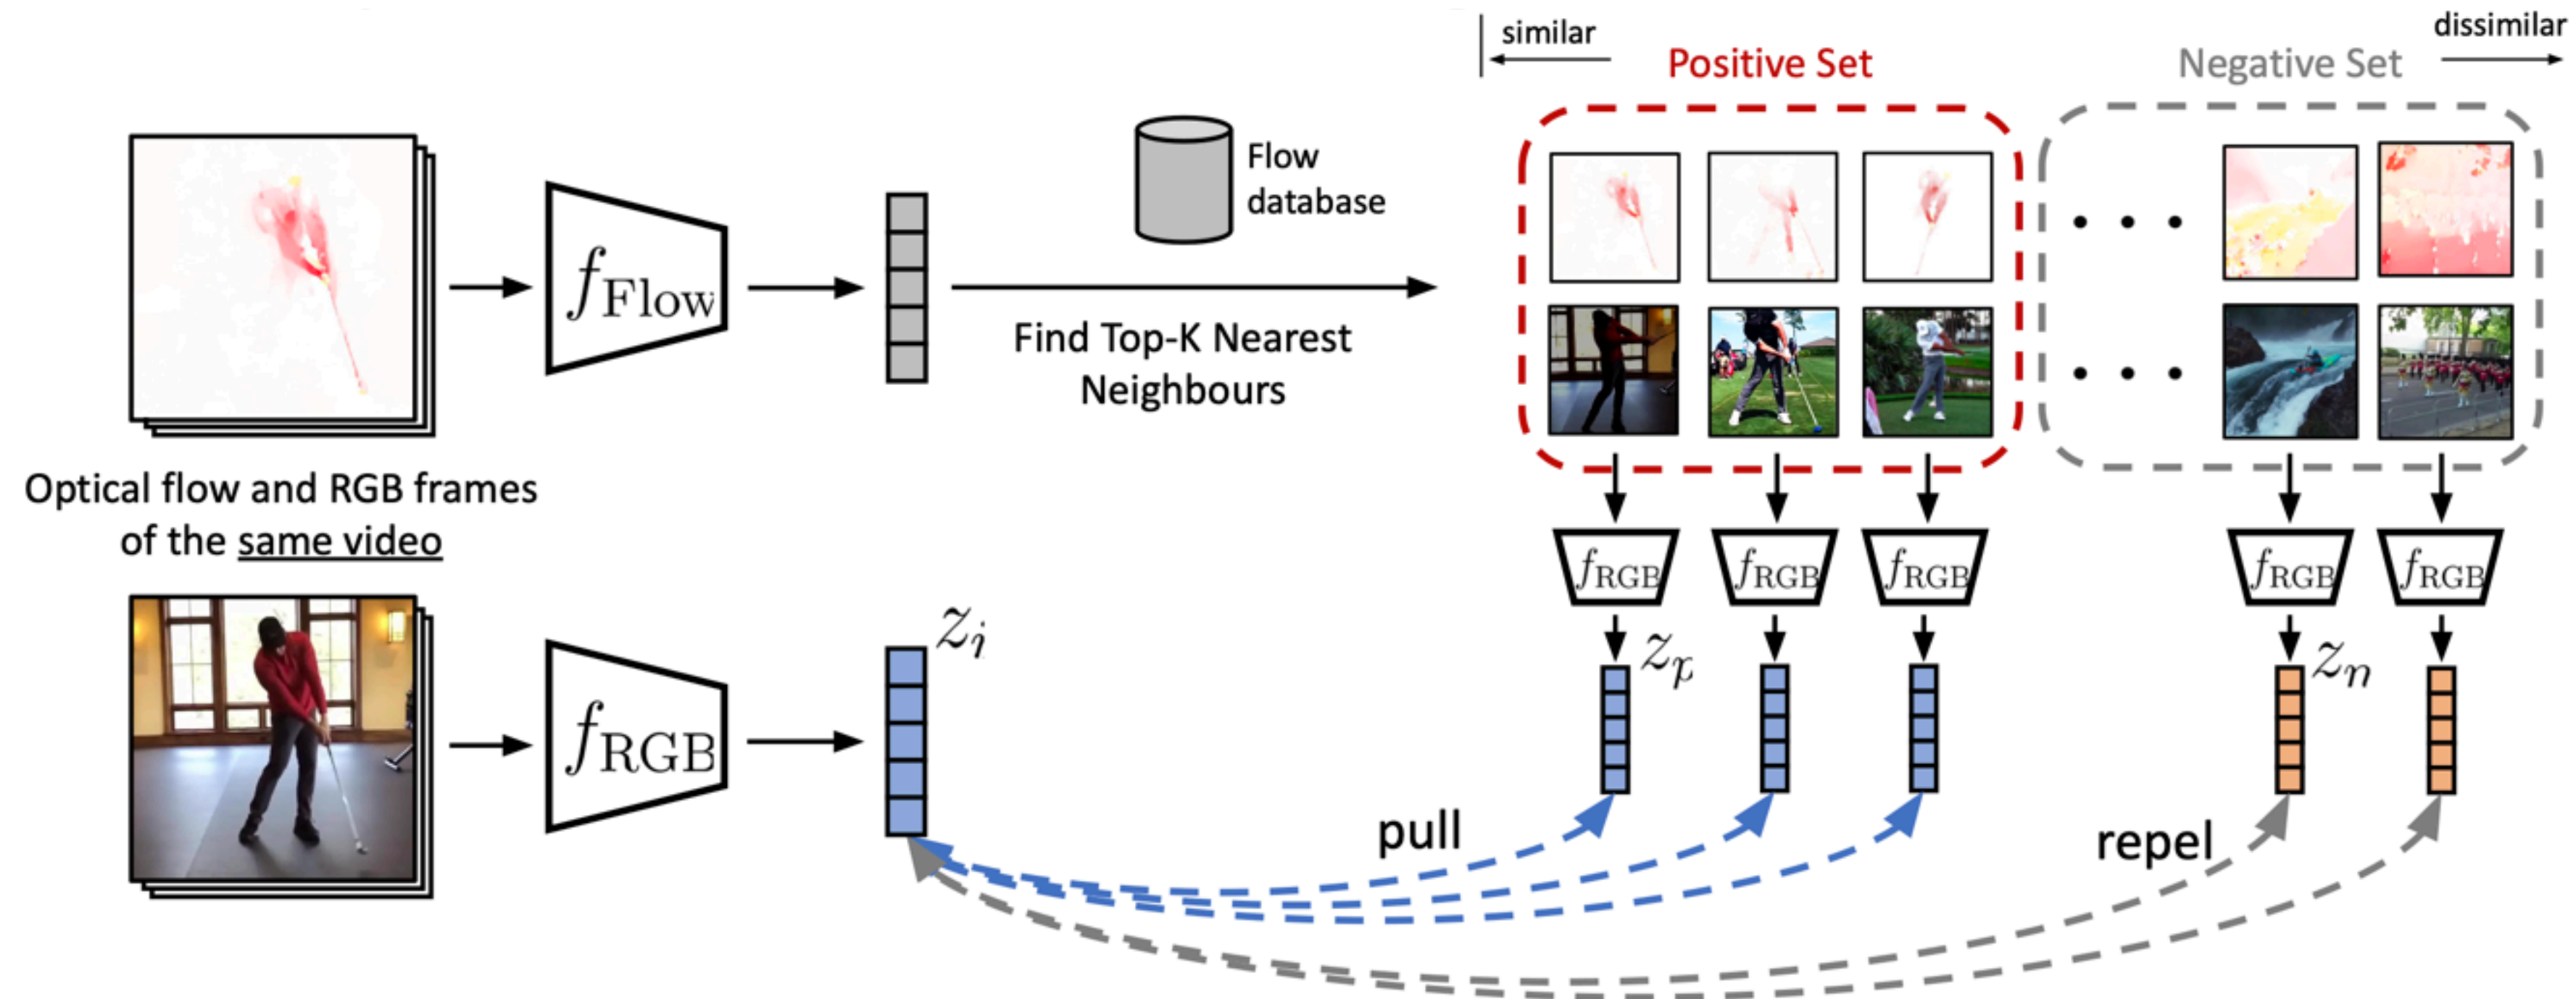 similar
Positive Set
Negative Set
dissimilar
Flow
database
f_Flow
Find Top-K Nearest
Neighbours
Optical flow and RGB frames
of the same video
f_RGB
f_RGB
f_RGB
f_RGB
f_RGB
f_RGB
z_i
z_p
z_n
pull
repel